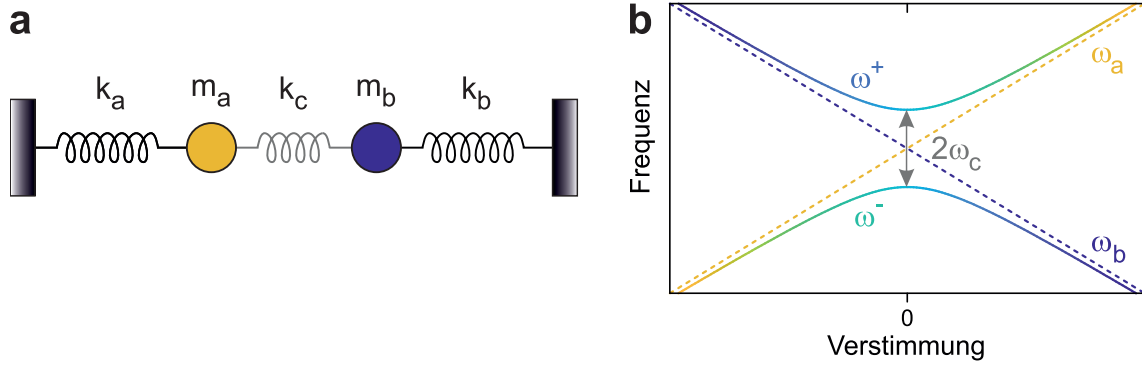 a
k_a m_a k_c m_b k_b
b
Frequenz
ω^+
ω_a
2ω_c
ω^-
ω_b
0
Verstimmung